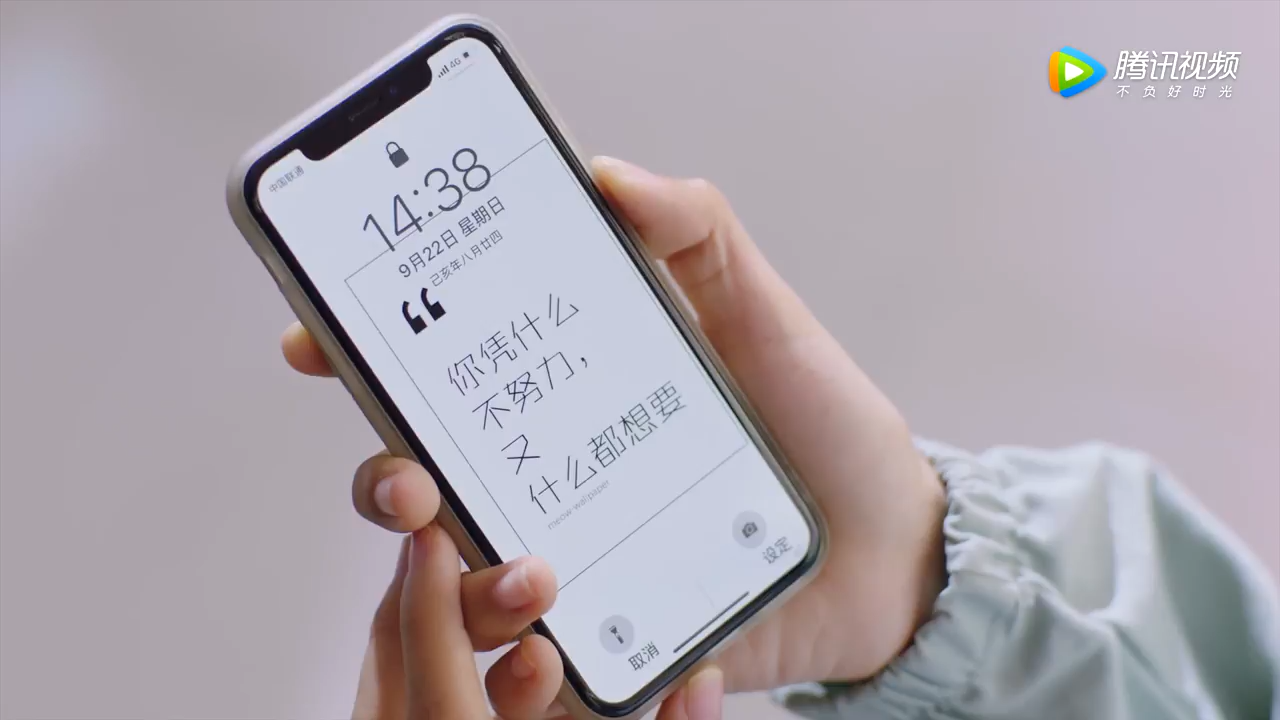 腾讯视频
不负好时光
中国联通
4G
14:38
9月22日 星期日
己亥年八月廿四
“
你凭什么
不努力，
又
什么都想要
meow·wallpaper
设定
取消